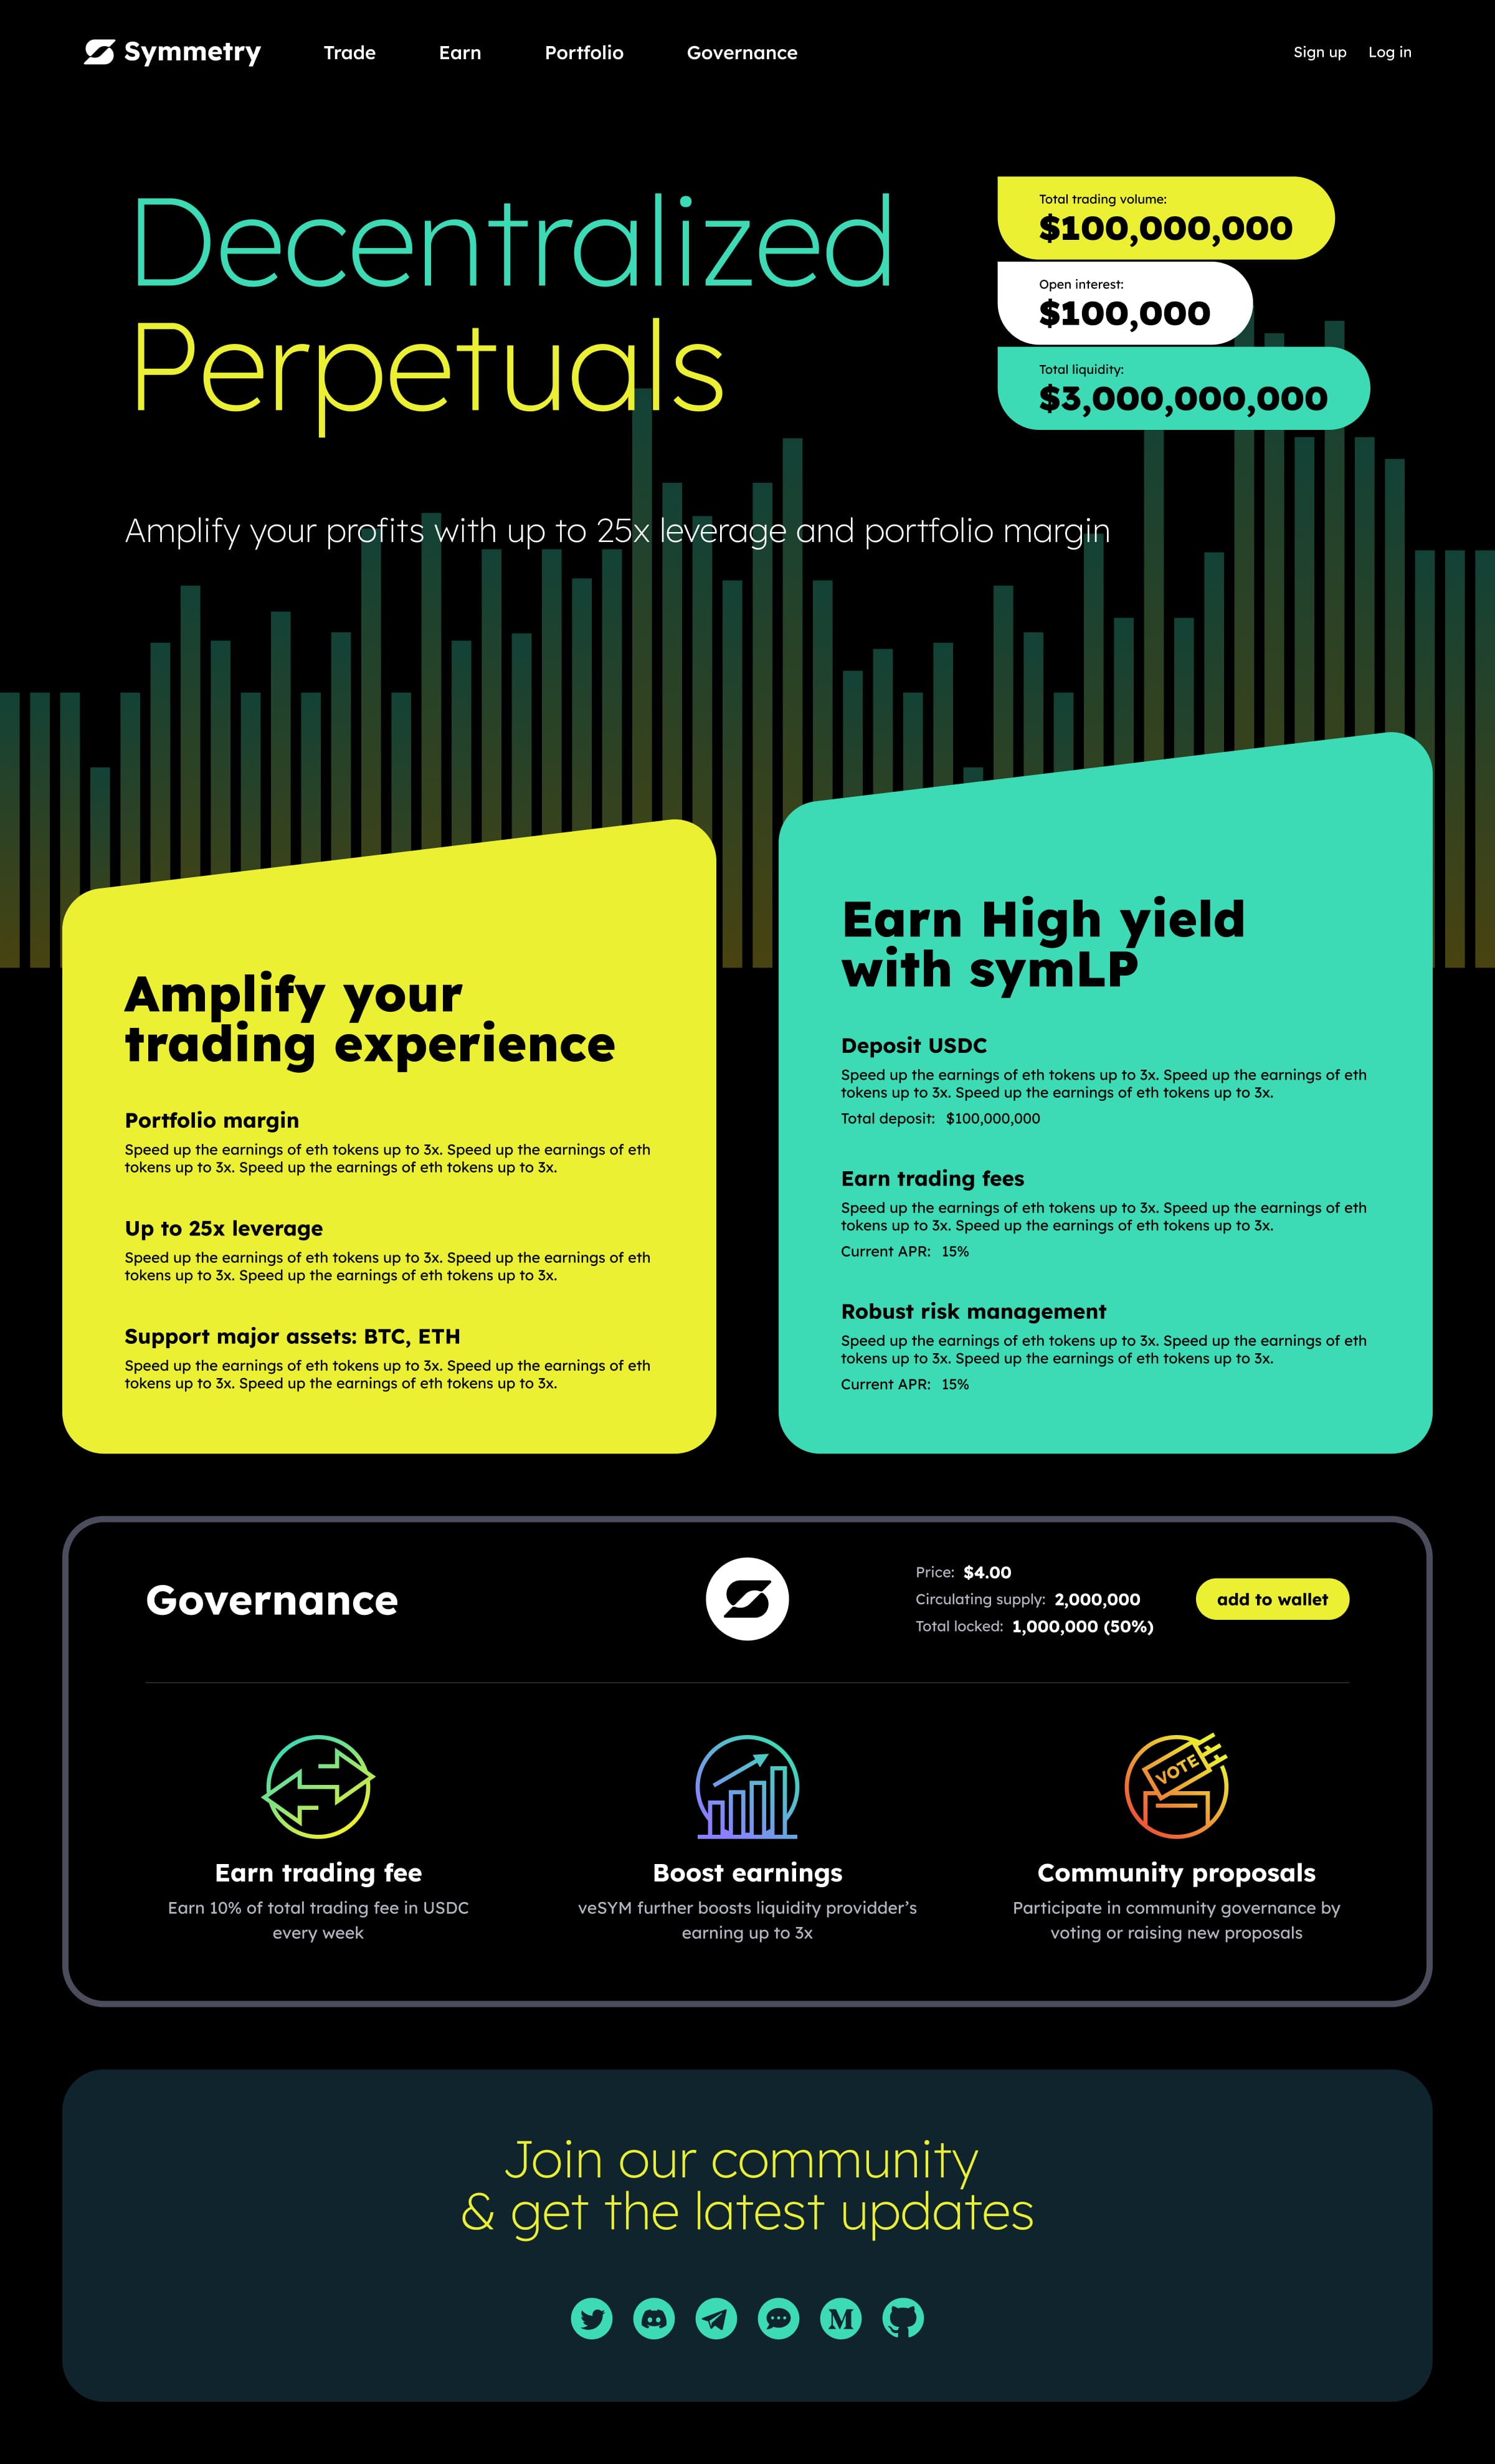 Symmetry
Trade
Earn
Portfolio
Governance
Sign up
Log in
Decentralized
Perpetuals
Total trading volume:
$100,000,000
Open interest:
$100,000
Total liquidity:
$3,000,000,000
Amplify your profits with up to 25x leverage and portfolio margin
Amplify your
trading experience
Portfolio margin
Speed up the earnings of eth tokens up to 3x. Speed up the earnings of eth
tokens up to 3x. Speed up the earnings of eth tokens up to 3x.
Up to 25x leverage
Speed up the earnings of eth tokens up to 3x. Speed up the earnings of eth
tokens up to 3x. Speed up the earnings of eth tokens up to 3x.
Support major assets: BTC, ETH
Speed up the earnings of eth tokens up to 3x. Speed up the earnings of eth
tokens up to 3x. Speed up the earnings of eth tokens up to 3x.
Earn High yield
with symLP
Deposit USDC
Speed up the earnings of eth tokens up to 3x. Speed up the earnings of eth
tokens up to 3x. Speed up the earnings of eth tokens up to 3x.
Total deposit: $100,000,000
Earn trading fees
Speed up the earnings of eth tokens up to 3x. Speed up the earnings of eth
tokens up to 3x. Speed up the earnings of eth tokens up to 3x.
Current APR: 15%
Robust risk management
Speed up the earnings of eth tokens up to 3x. Speed up the earnings of eth
tokens up to 3x. Speed up the earnings of eth tokens up to 3x.
Current APR: 15%
Governance
Price: $4.00
Circulating supply: 2,000,000
Total locked: 1,000,000 (50%)
add to wallet
Earn trading fee
Earn 10% of total trading fee in USDC
every week
Boost earnings
veSYM further boosts liquidity providder’s
earning up to 3x
VOTE
Community proposals
Participate in community governance by
voting or raising new proposals
Join our community
& get the latest updates
M